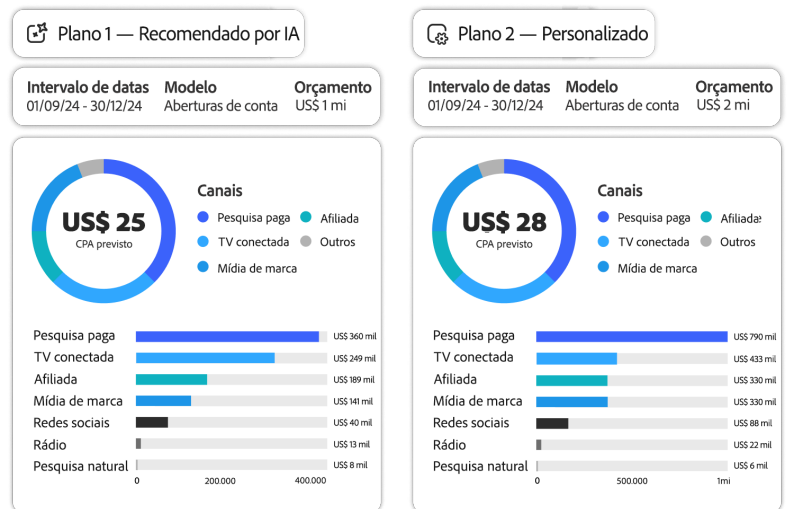 Plano 1 — Recomendado por IA
Intervalo de datas Modelo Orçamento
01/09/24 - 30/12/24 Aberturas de conta US$ 1 mi
US$ 25
CPA previsto
Canais
Pesquisa paga Afiliada
TV conectada Outros
Mídia de marca
Pesquisa paga US$ 360 mil
TV conectada US$ 249 mil
Afiliada US$ 189 mil
Mídia de marca US$ 141 mil
Redes sociais US$ 40 mil
Rádio US$ 13 mil
Pesquisa natural US$ 8 mil
0 200.000 400.000
Plano 2 — Personalizado
Intervalo de datas Modelo Orçamento
01/09/24 - 30/12/24 Aberturas de conta US$ 2 mi
US$ 28
CPA previsto
Canais
Pesquisa paga Afiliadas
TV conectada Outros
Mídia de marca
Pesquisa paga US$ 790 mil
TV conectada US$ 433 mil
Afiliada US$ 330 mil
Mídia de marca US$ 330 mil
Redes sociais US$ 88 mil
Rádio US$ 22 mil
Pesquisa natural US$ 6 mil
0 500.000 1mi